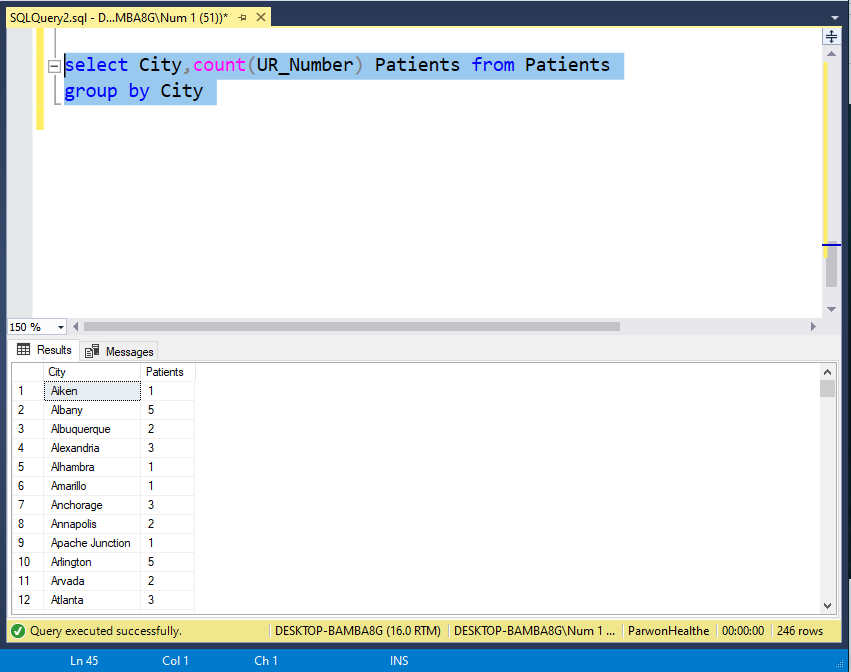 SQLQuery2.sql - D...MBA8G\Num 1 (51))*
select City,count(UR_Number) Patients from Patients
group by City
150 %
Results Messages
City Patients
1 Aiken 1
2 Albany 5
3 Albuquerque 2
4 Alexandria 3
5 Alhambra 1
6 Amarillo 1
7 Anchorage 3
8 Annapolis 2
9 Apache Junction 1
10 Arlington 5
11 Arvada 2
12 Atlanta 3
Query executed successfully. DESKTOP-BAMBA8G (16.0 RTM) DESKTOP-BAMBA8G\Num 1 ... ParwonHealthe 00:00:00 246 rows
Ln 45 Col 1 Ch 1 INS